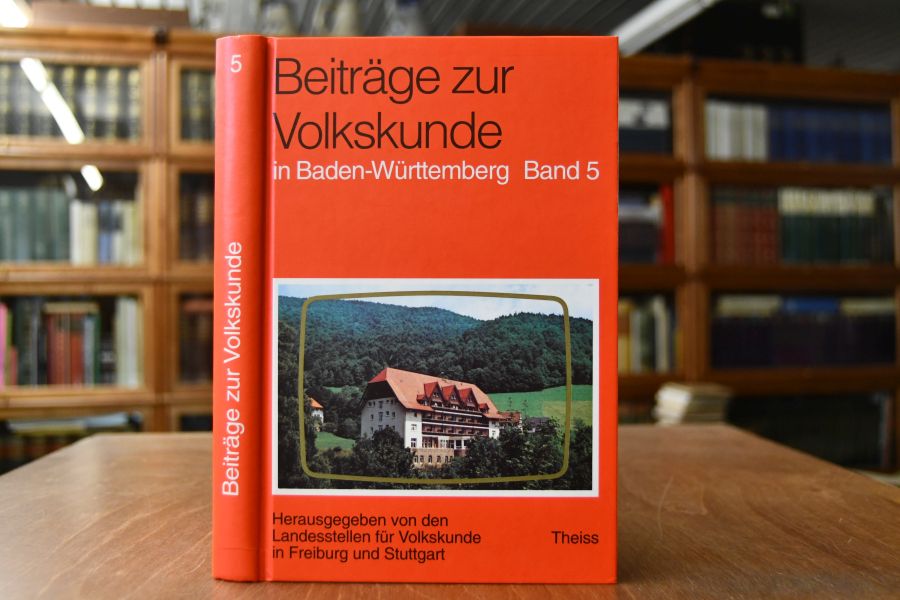 5
Beiträge zur Volkskunde
Beiträge zur
Volkskunde
in Baden-Württemberg Band 5
Herausgegeben von den
Landesstellen für Volkskunde
in Freiburg und Stuttgart
Theiss